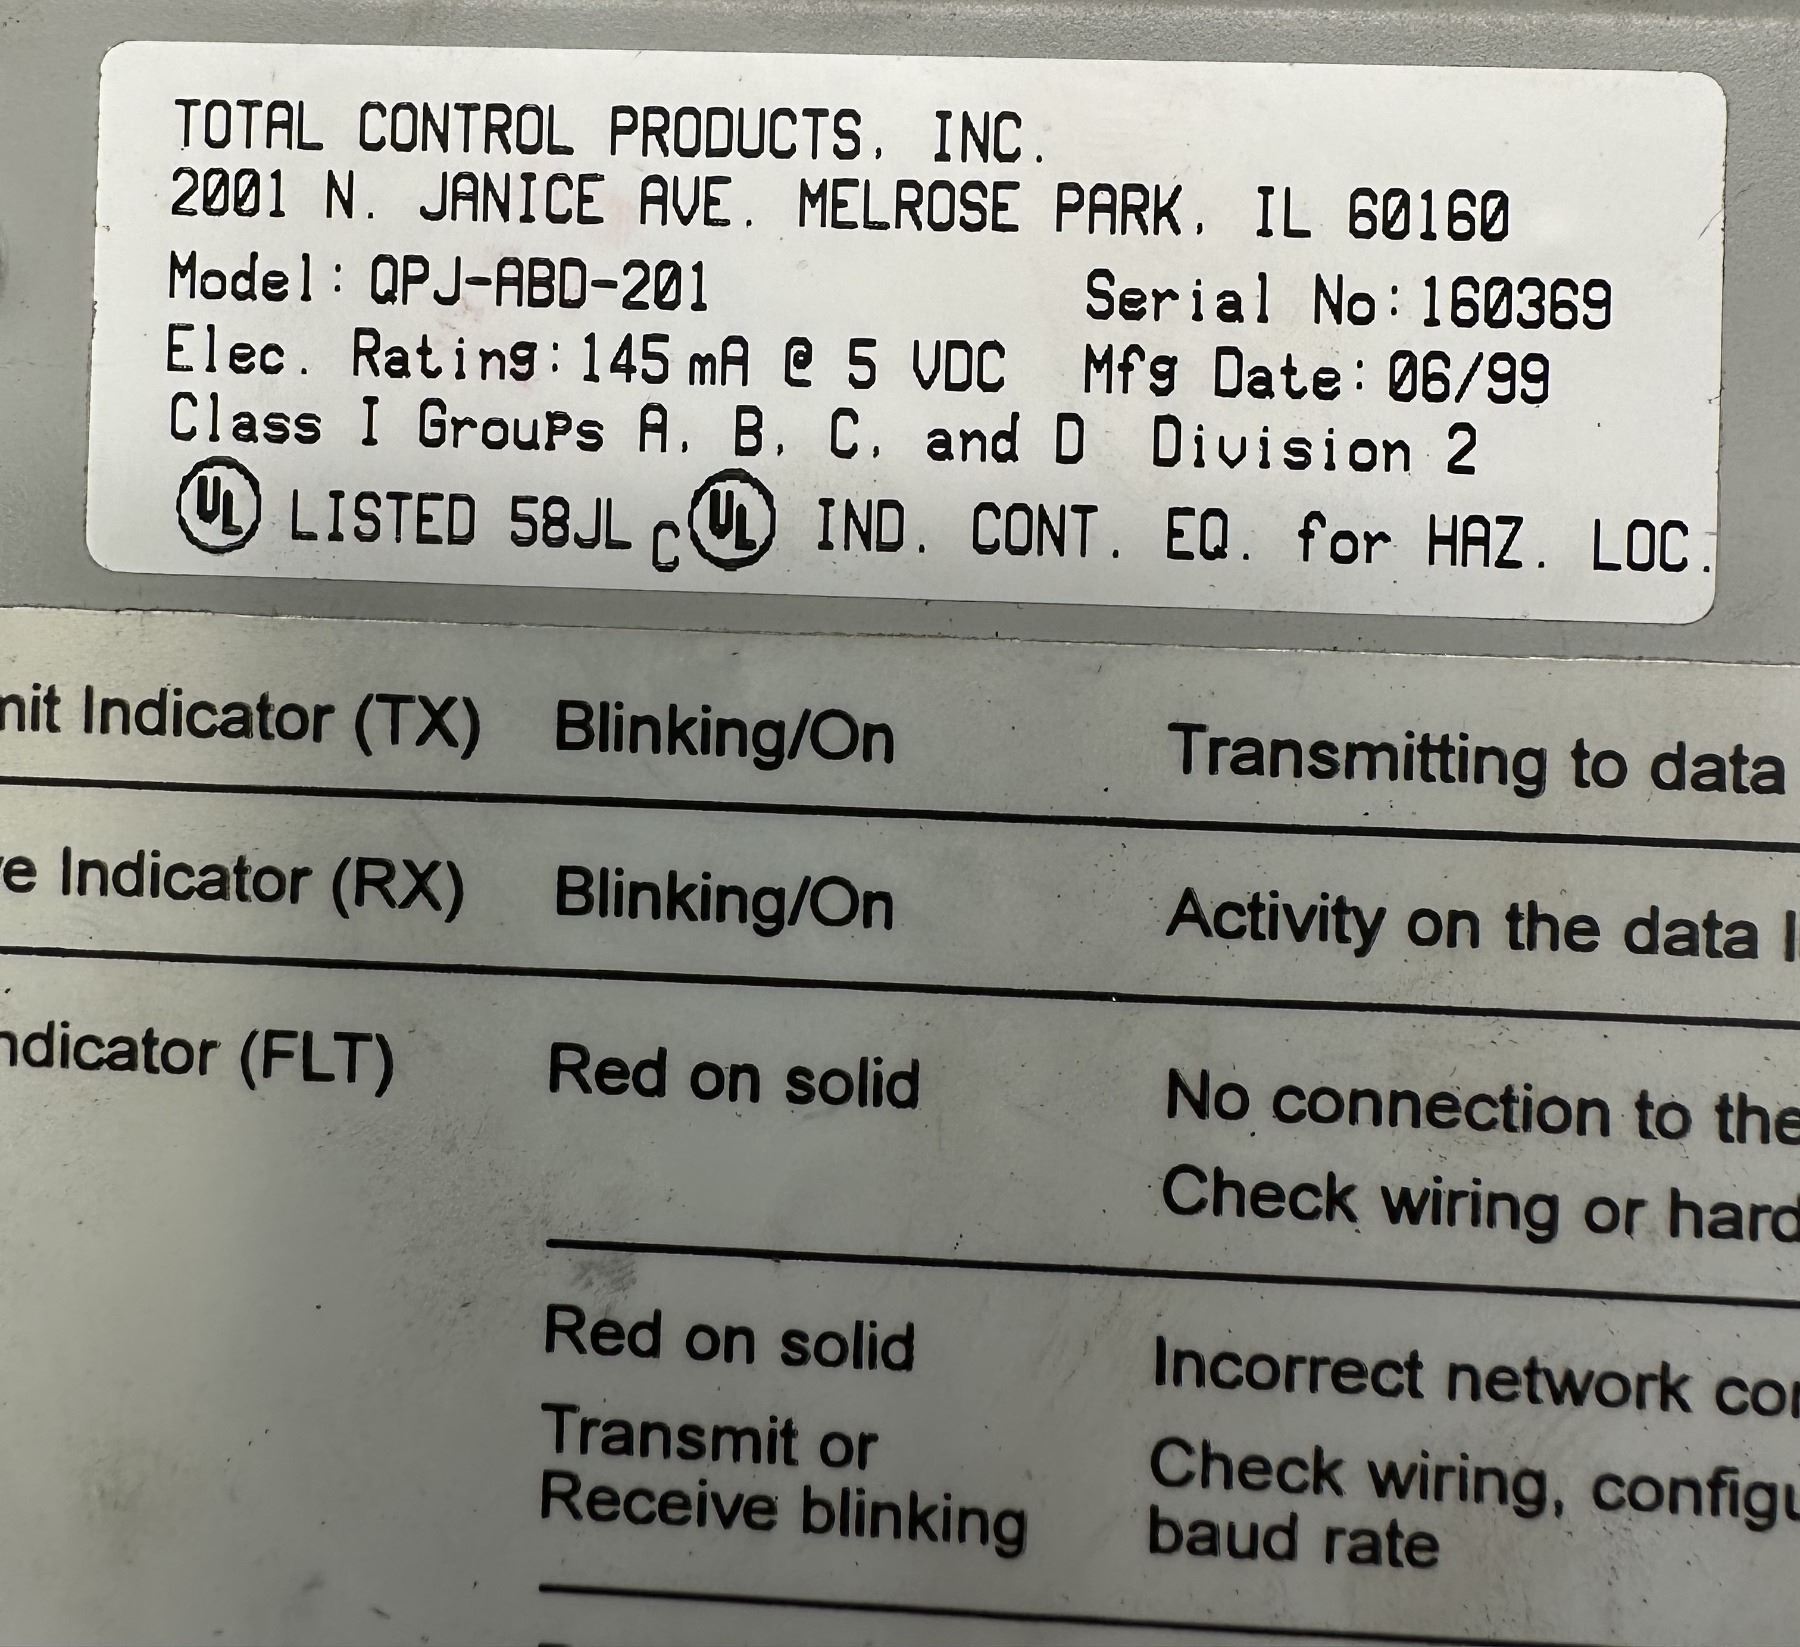 TOTAL CONTROL PRODUCTS, INC.
2001 N. JANICE AVE. MELROSE PARK, IL 60160
Model: QPJ-ABD-201 Serial No:160369
Elec. Rating:145 mA @ 5 VDC Mfg Date:06/99
Class I Groups A, B, C, and D Division 2
UL LISTED 58JL C UL IND. CONT. EQ. for HAZ. LOC.
nit Indicator (TX) Blinking/On Transmitting to data
e Indicator (RX) Blinking/On Activity on the data l
ndicator (FLT) Red on solid No connection to the
Check wiring or hard
Red on solid Incorrect network co
Transmit or Check wiring, configu
Receive blinking baud rate